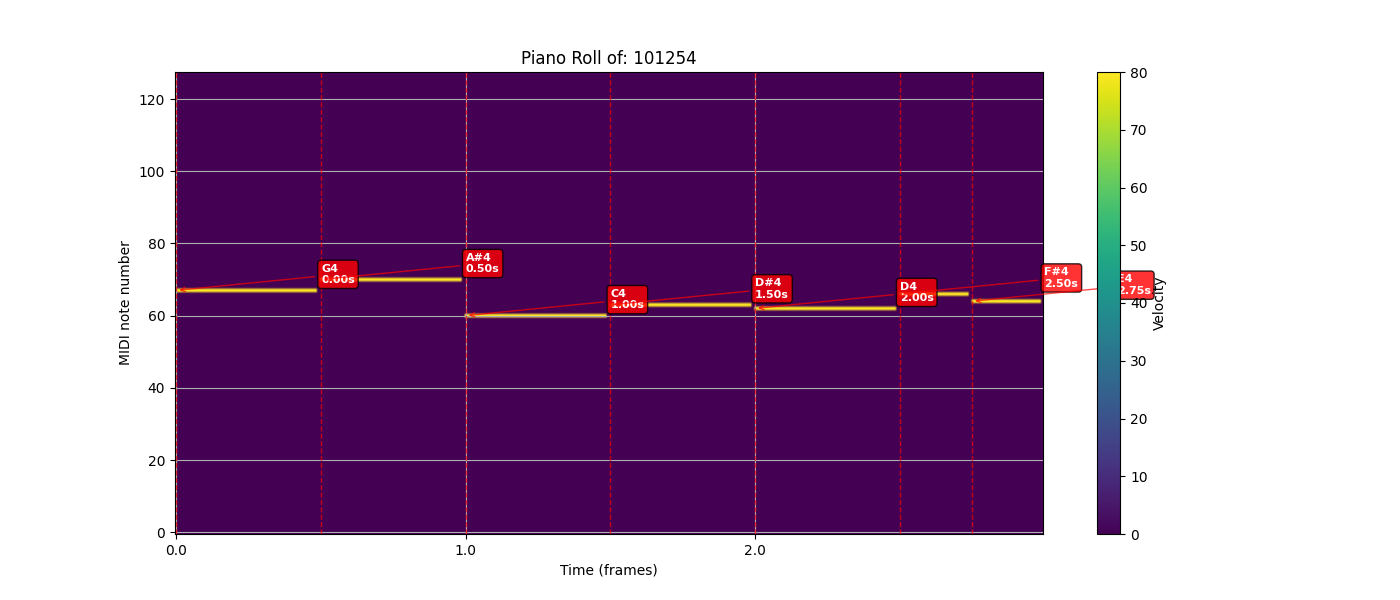 Piano Roll of: 101254
MIDI note number
120
100
80
60
40
20
0
0.0
1.0
2.0
Time (frames)
G4
0.00s
A#4
0.50s
C4
1.00s
D#4
1.50s
D4
2.00s
F#4
2.50s
E4
2.75s
80
70
60
50
40
30
20
10
0
Velocity